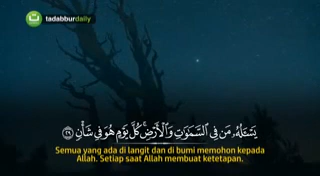 tadabburdaily
يَسْـَٔلُهُۥ مَن فِى ٱلسَّمَـٰوَٰتِ وَٱلْأَرْضِ ۚ كُلَّ يَوْمٍ هُوَ فِى شَأْنٍ ۝٢٩
Semua yang ada di langit dan di bumi memohon kepada
Allah. Setiap saat Allah membuat ketetapan.